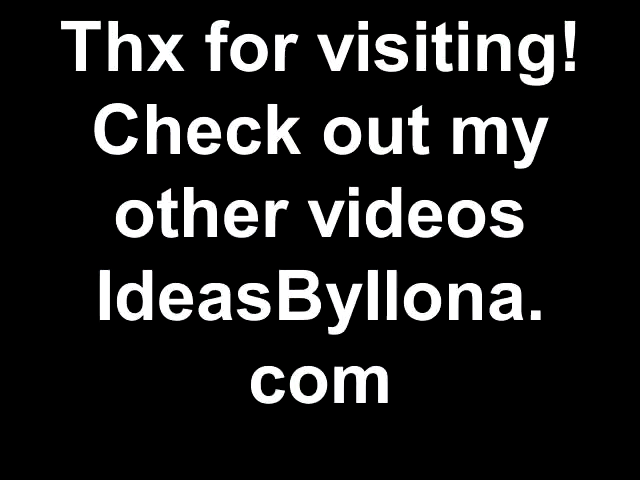 Thx for visiting!
Check out my
other videos
IdeasByIlona.
com